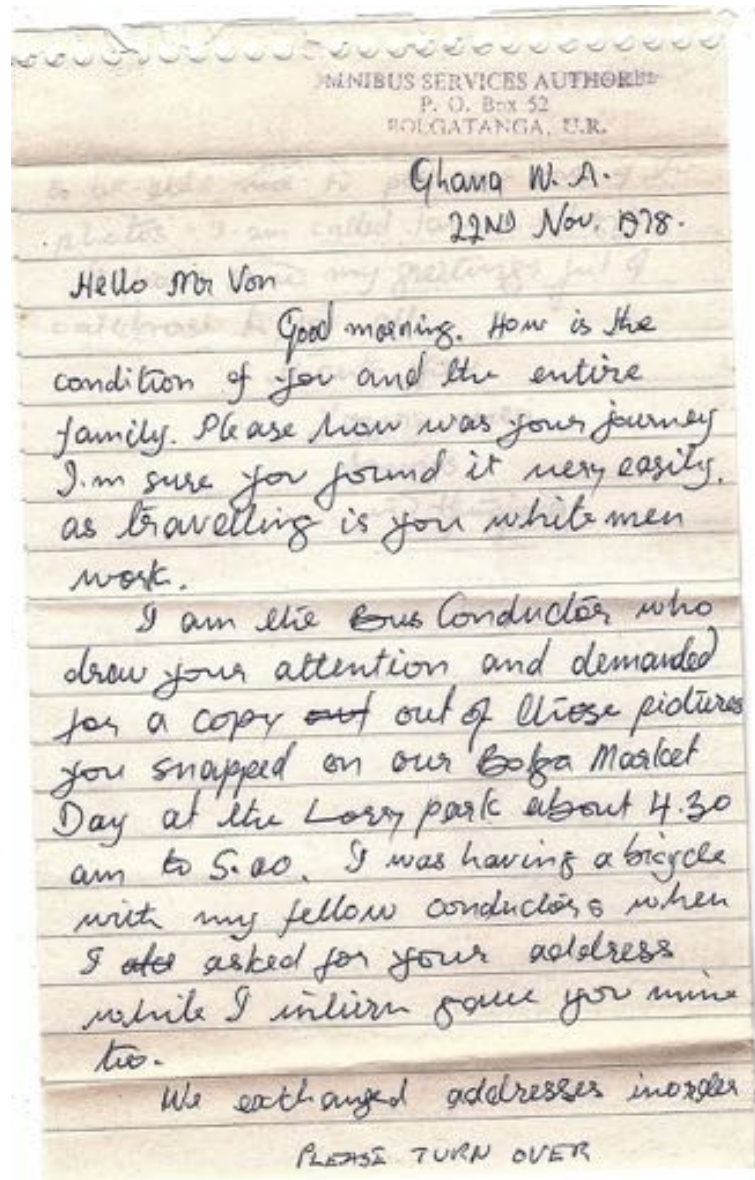 OMNIBUS SERVICES AUTHORITY
P. O. Box 52
BOLGATANGA, U.R.
Ghana W. A.
22ND Nov. 1978.
Hello Mr Von
Good morning. How is the
condition of you and the entire
family. Please how was your journey
I.m sure you found it very easily.
as travelling is you white men
work.
I am the Bus Conductor who
draw your attention and demanded
for a copy out out of those pictures
you snapped on our Bolga Market
Day at the Lorry park about 4.30
am to 5.00. I was having a bicycle
with my fellow conductors when
I asked for your address
while I inturn gave you mine
too.
We exchanged addresses inorder
PLEASE TURN OVER